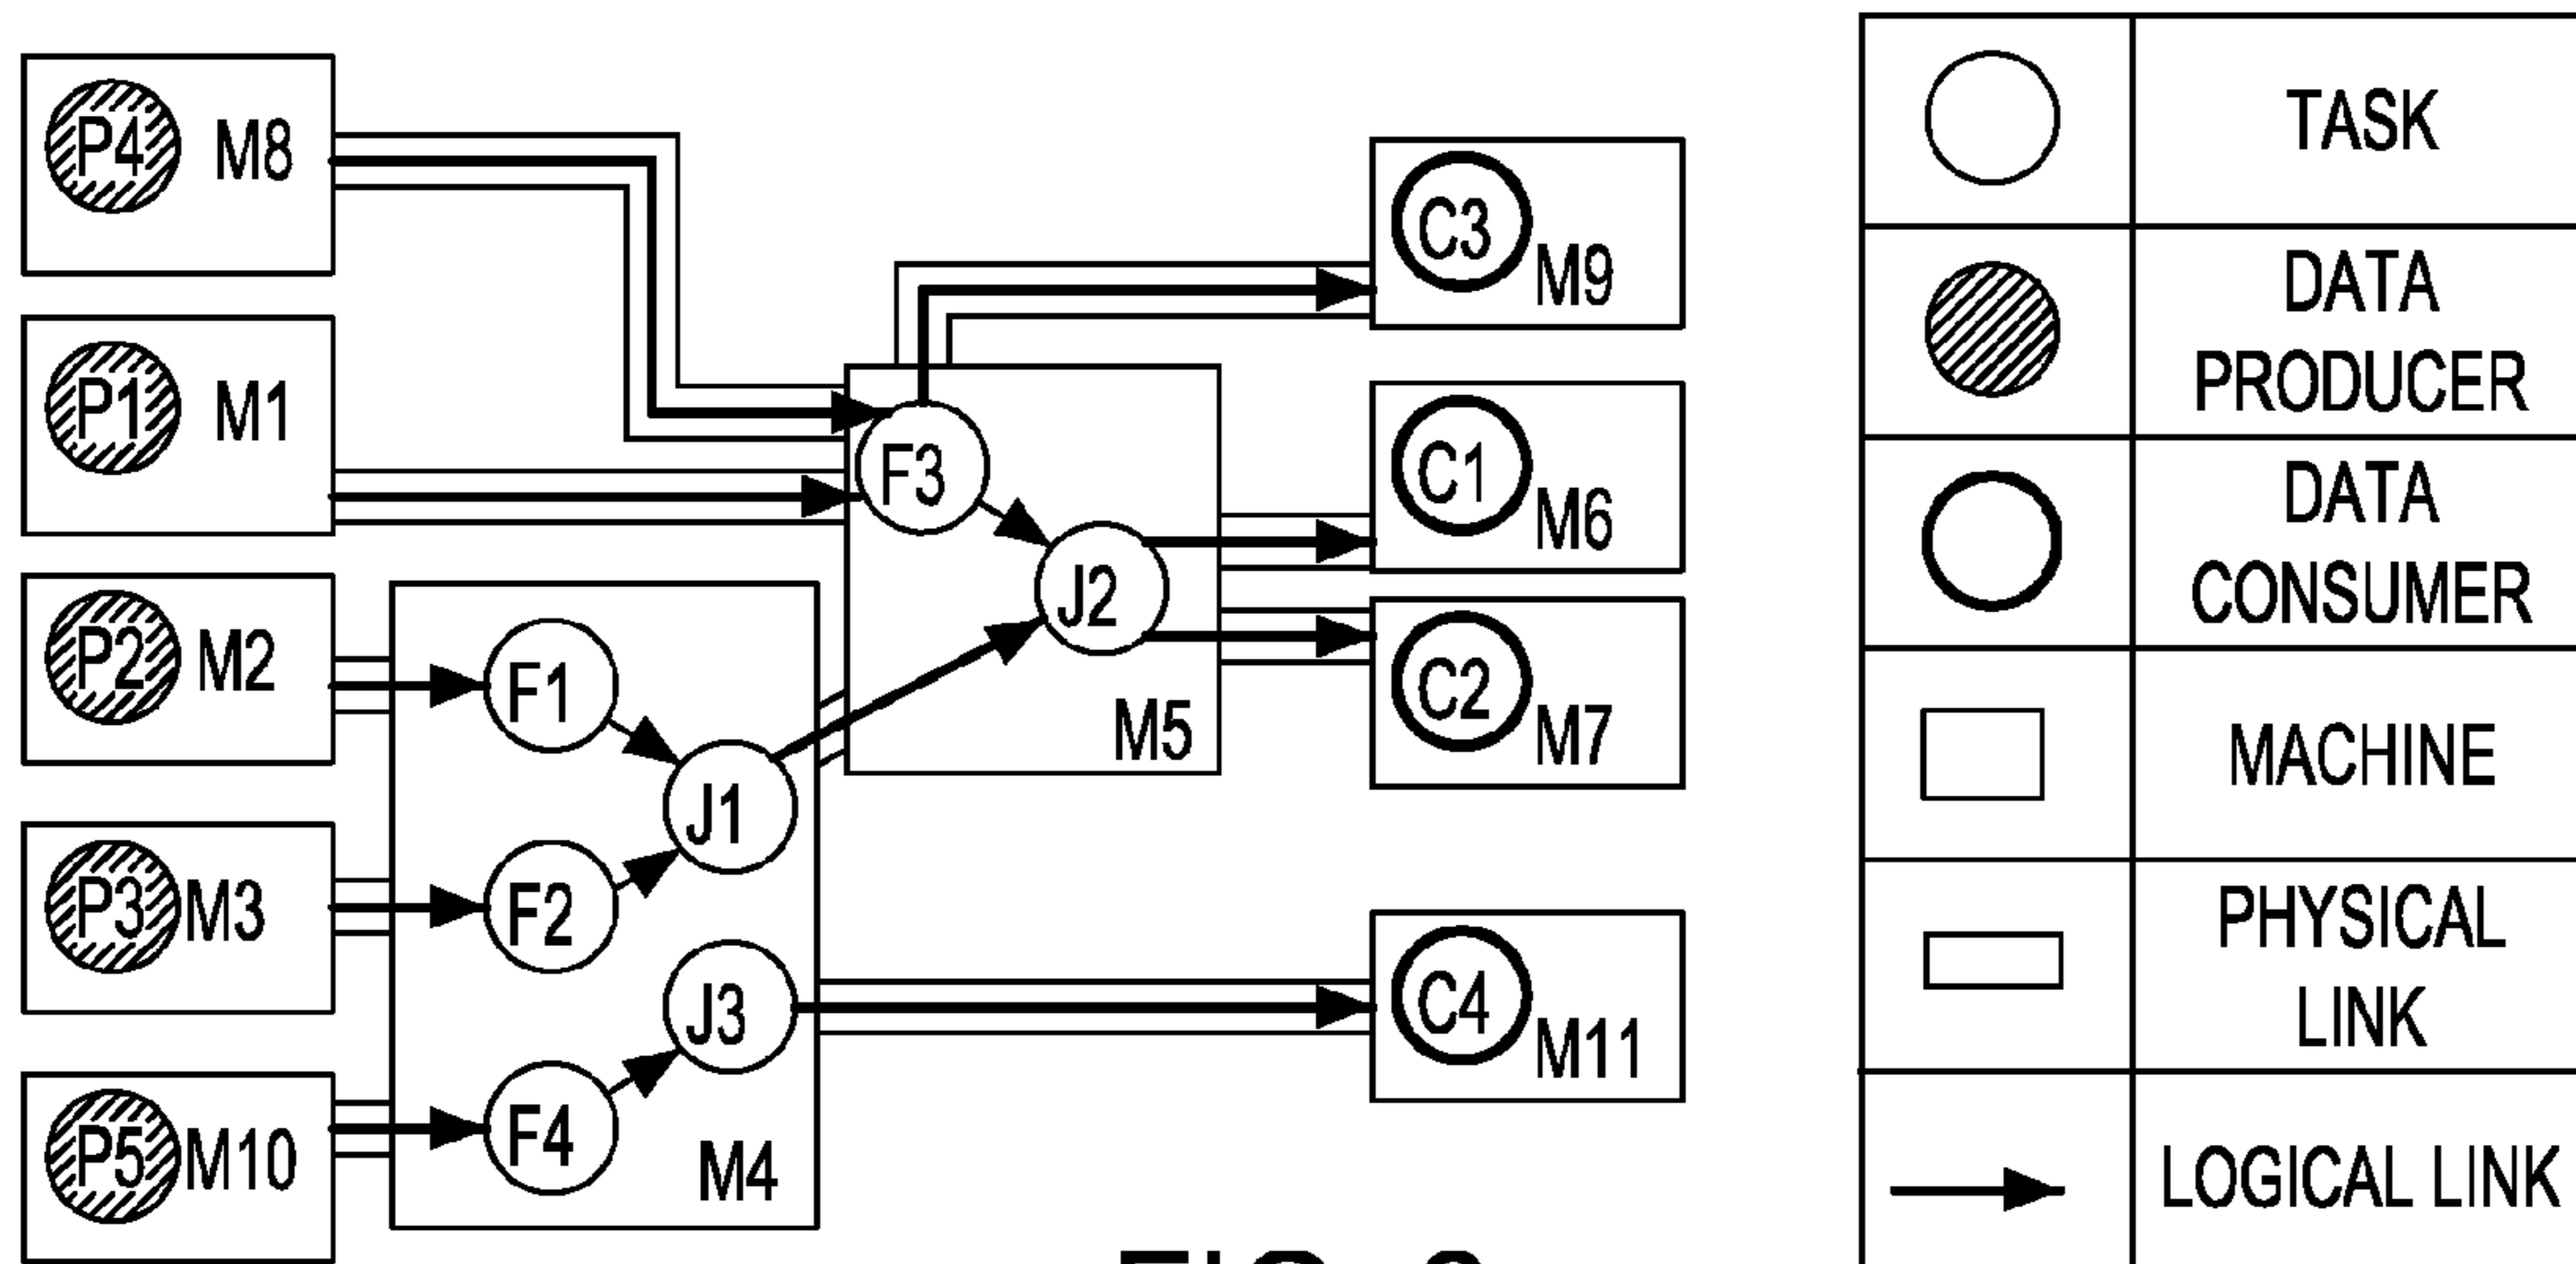 P4 M8
P1 M1
P2 M2
P3 M3
P5 M10
F1
F2
J1
J3
F4
M4
F3
J2
M5
C3
M9
C1
M6
C2
M7
C4
M11
TASK
DATA
PRODUCER
DATA
CONSUMER
MACHINE
PHYSICAL
LINK
LOGICAL LINK